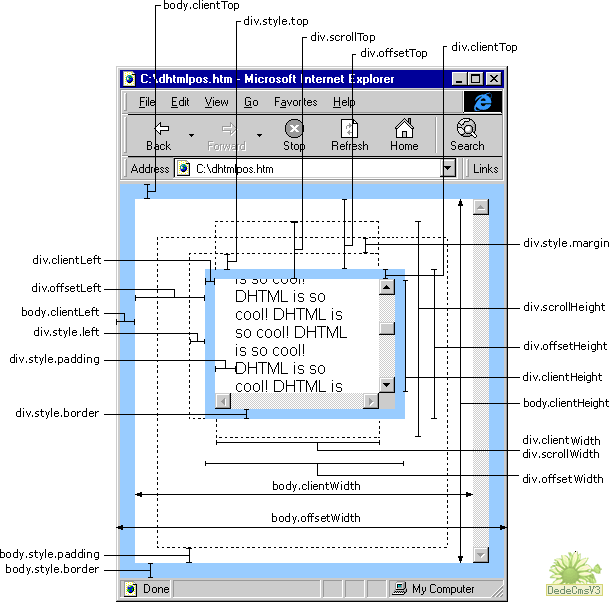 body.clientTop
div.style.top
div.scrollTop
div.offsetTop
div.clientTop
C:\dhtmlpos.htm - Microsoft Internet Explorer
File Edit View Go Favorites Help
Back Forward Stop Refresh Home Search
Address C:\dhtmlpos.htm Links
div.style.margin
div.clientLeft
div.offsetLeft
body.clientLeft
div.style.left
div.style.padding
div.style.border
is so cool!
DHTML is so
cool! DHTML is
so cool! DHTML
is so cool!
DHTML is so
cool! DHTML is
div.scrollHeight
div.offsetHeight
div.clientHeight
body.clientHeight
div.clientWidth
div.scrollWidth
div.offsetWidth
body.clientWidth
body.offsetWidth
body.style.padding
body.style.border
Done
My Computer
DedeCmsV3